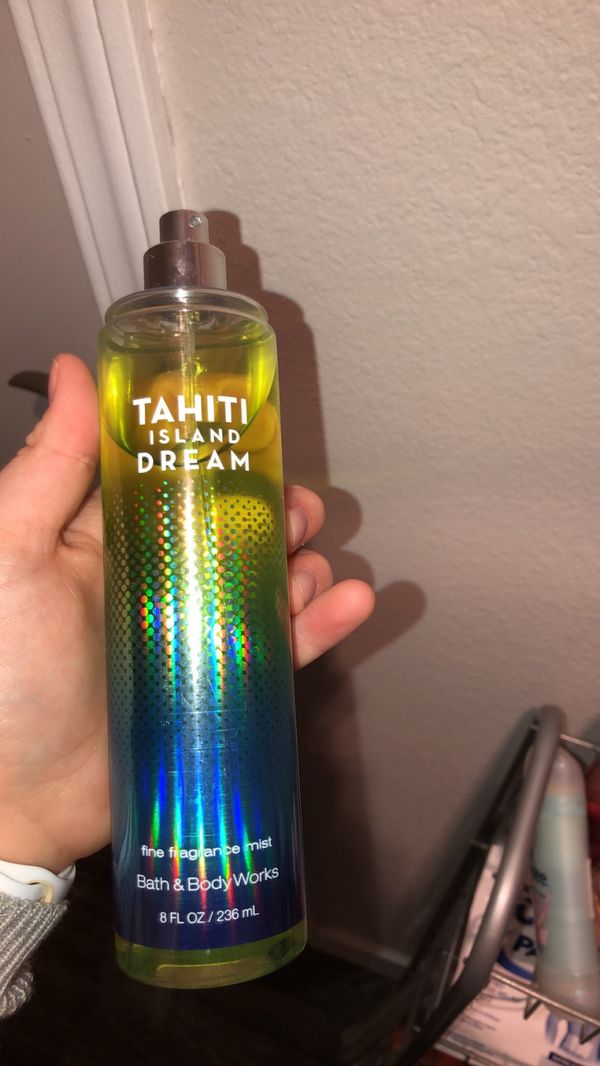 TAHITI
ISLAND
DREAM
fine fragrance mist
Bath & Body Works
8 FL OZ / 236 mL